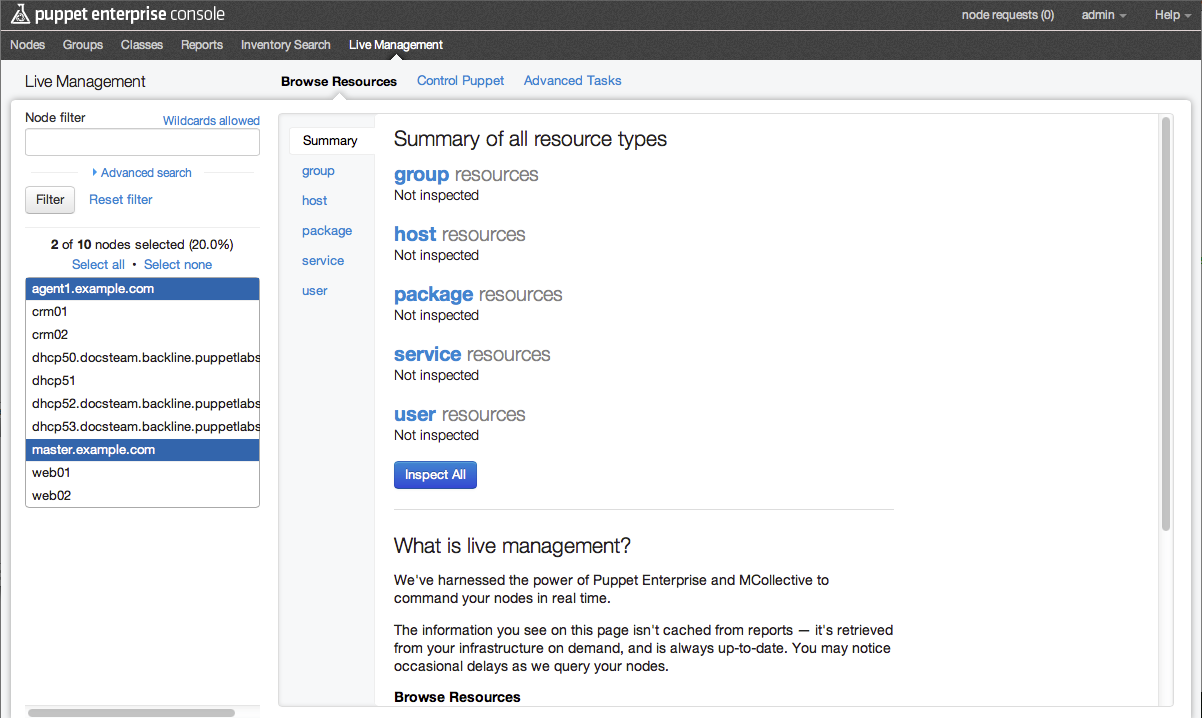 puppet enterprise console
node requests (0) admin Help
Nodes Groups Classes Reports Inventory Search Live Management
Live Management
Browse Resources Control Puppet Advanced Tasks
Node filter Wildcards allowed
Advanced search
Filter Reset filter
2 of 10 nodes selected (20.0%)
Select all • Select none
agent1.example.com
crm01
crm02
dhcp50.docsteam.backline.puppetlabs
dhcp51
dhcp52.docsteam.backline.puppetlabs
dhcp53.docsteam.backline.puppetlabs
master.example.com
web01
web02
Summary
group
host
package
service
user
Summary of all resource types
group resources
Not inspected
host resources
Not inspected
package resources
Not inspected
service resources
Not inspected
user resources
Not inspected
Inspect All
What is live management?
We've harnessed the power of Puppet Enterprise and MCollective to
command your nodes in real time.
The information you see on this page isn't cached from reports — it's retrieved
from your infrastructure on demand, and is always up-to-date. You may notice
occasional delays as we query your nodes.
Browse Resources